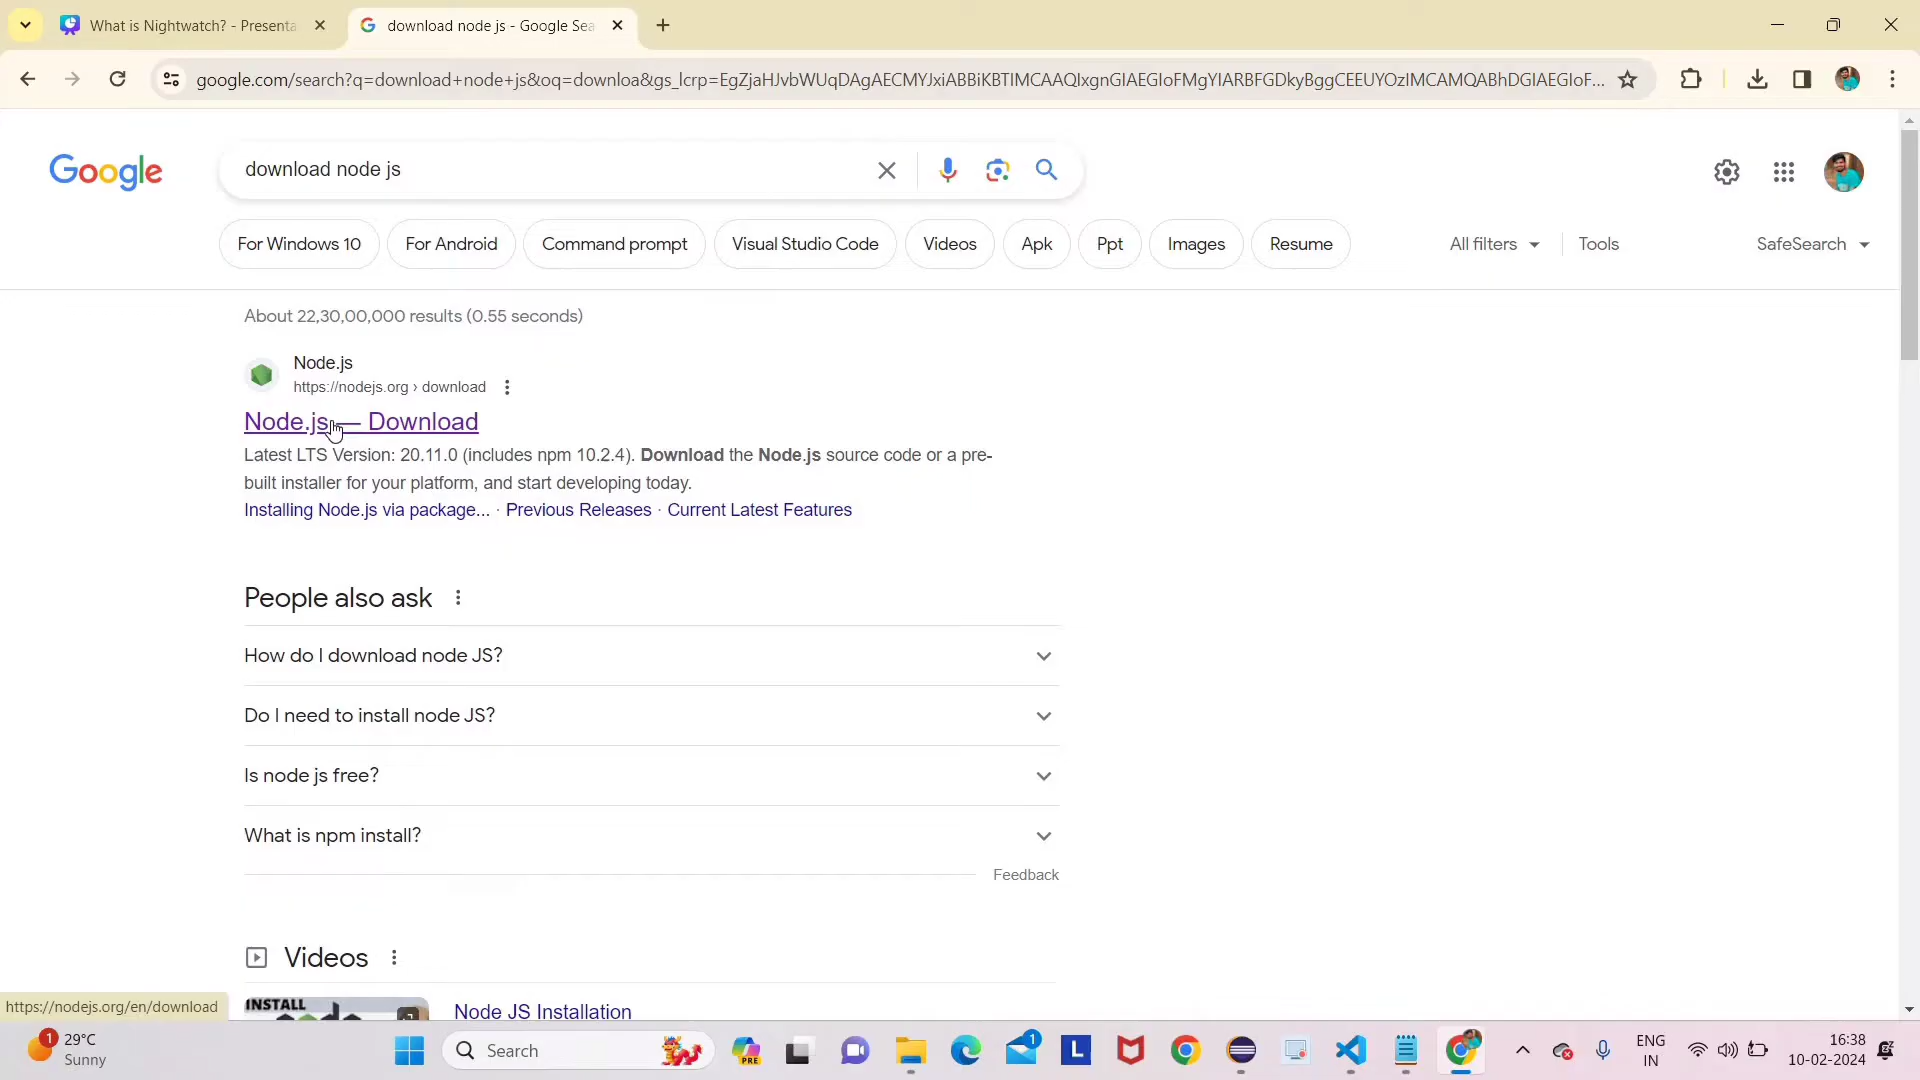 What is Nightwatch? - Presenta
download node js - Google Sea
google.com/search?q=download+node+js&oq=downloa&gs_lcrp=EgZjaHJvbWUqDAgAECMYJxiABBiKBTIMCAAQIxgnGIAEGIoFMgYIARBFGDkyBggCEEUYOzIMCAMQABhDGIAEGIoF...
Google
download node js
For Windows 10
For Android
Command prompt
Visual Studio Code
Videos
Apk
Ppt
Images
Resume
All filters
Tools
SafeSearch
About 22,30,00,000 results (0.55 seconds)
Node.js
https://nodejs.org › download
Node.js — Download
Latest LTS Version: 20.11.0 (includes npm 10.2.4). Download the Node.js source code or a pre-
built installer for your platform, and start developing today.
Installing Node.js via package... · Previous Releases · Current Latest Features
People also ask
How do I download node JS?
Do I need to install node JS?
Is node js free?
What is npm install?
Feedback
Videos
INSTALL
Node JS Installation
https://nodejs.org/en/download
1
29°C
Sunny
Search
PRE
1
L
ENG
IN
16:38
10-02-2024